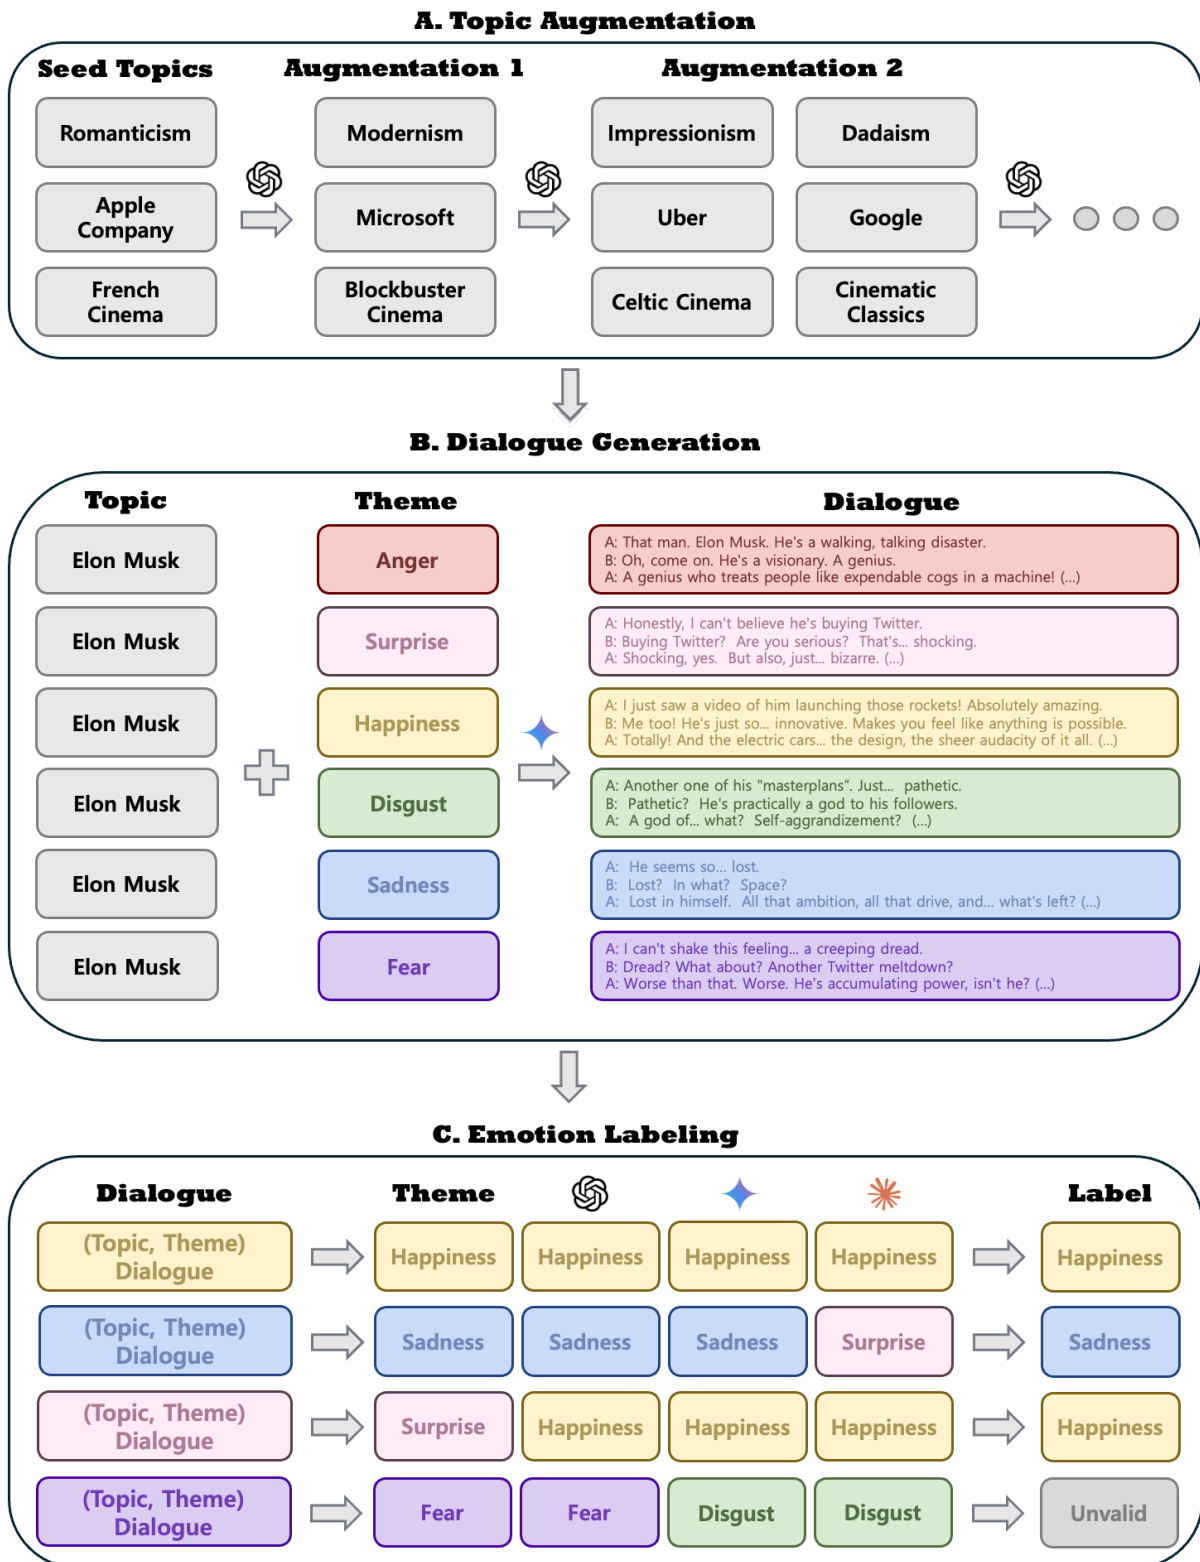 A. Topic Augmentation
Seed Topics
Augmentation 1
Augmentation 2
Romanticism
Modernism
Impressionism
Dadaism
Apple
Company
Microsoft
Uber
Google
French
Cinema
Blockbuster
Cinema
Celtic Cinema
Cinematic
Classics
B. Dialogue Generation
Topic
Theme
Dialogue
Elon Musk
Anger
A: That man. Elon Musk. He's a walking, talking disaster.
B: Oh, come on. He's a visionary. A genius.
A: A genius who treats people like expendable cogs in a machine! (...)
Elon Musk
Surprise
A: Honestly, I can't believe he's buying Twitter.
B: Buying Twitter? Are you serious? That's... shocking.
A: Shocking, yes. But also, just... bizarre. (...)
Elon Musk
Happiness
A: I just saw a video of him launching those rockets! Absolutely amazing.
B: Me too! He's just so... innovative. Makes you feel like anything is possible.
A: Totally! And the electric cars... the design, the sheer audacity of it all. (...)
Elon Musk
Disgust
A: Another one of his "masterplans". Just... pathetic.
B: Pathetic? He's practically a god to his followers.
A: A god of... what? Self-aggrandizement? (...)
Elon Musk
Sadness
A: He seems so... lost.
B: Lost? In what? Space?
A: Lost in himself. All that ambition, all that drive, and... what's left? (...)
Elon Musk
Fear
A: I can't shake this feeling... a creeping dread.
B: Dread? What about? Another Twitter meltdown?
A: Worse than that. Worse. He's accumulating power, isn't he? (...)
C. Emotion Labeling
Dialogue
Theme
Label
(Topic, Theme)
Dialogue
Happiness
Happiness
Happiness
Happiness
Happiness
(Topic, Theme)
Dialogue
Sadness
Sadness
Sadness
Surprise
Sadness
(Topic, Theme)
Dialogue
Surprise
Happiness
Happiness
Happiness
Happiness
(Topic, Theme)
Dialogue
Fear
Fear
Disgust
Disgust
Unvalid